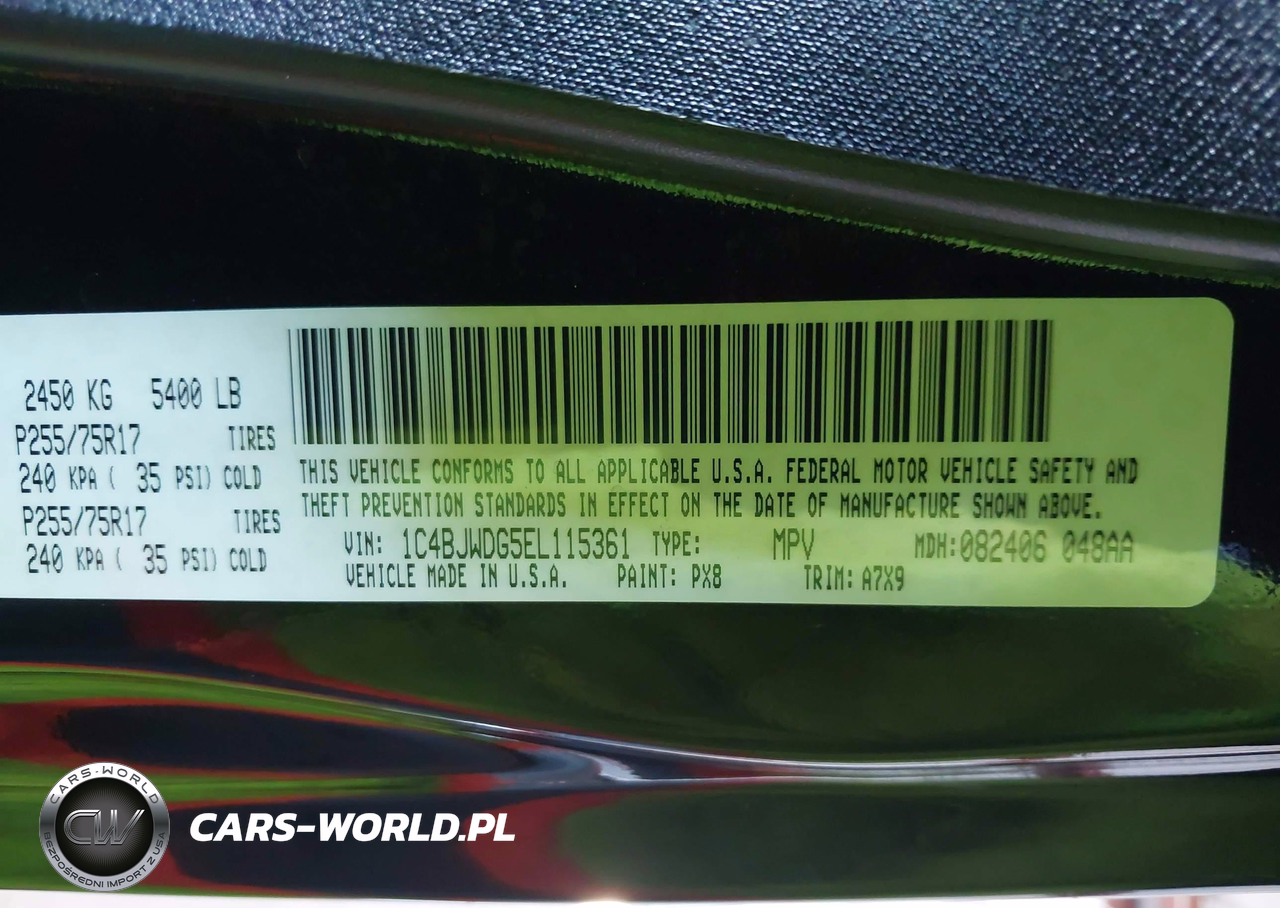 2450 KG 5400 LB
P255/75R17 TIRES
240 KPA ( 35 PSI) COLD
P255/75R17 TIRES
240 KPA ( 35 PSI) COLD
THIS VEHICLE CONFORMS TO ALL APPLICABLE U.S.A. FEDERAL MOTOR VEHICLE SAFETY AND
THEFT PREVENTION STANDARDS IN EFFECT ON THE DATE OF MANUFACTURE SHOWN ABOVE.
VIN: 1C4BJWDG5EL115361 TYPE: MPV MDH:082406 048AA
VEHICLE MADE IN U.S.A. PAINT: PX8 TRIM: A7X9
CARS-WORLD
CW
BEZPOŚREDNI IMPORT Z USA
CARS-WORLD.PL